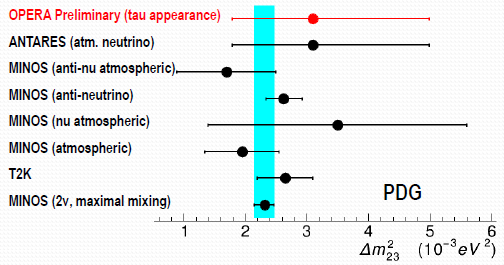 OPERA Preliminary (tau appearance)
ANTARES (atm. neutrino)
MINOS (anti-nu atmospheric)
MINOS (anti-neutrino)
MINOS (nu atmospheric)
MINOS (atmospheric)
T2K
MINOS (2v, maximal mixing)
PDG
1 2 3 4 5 6
Δm²₂₃ (10⁻³eV²)